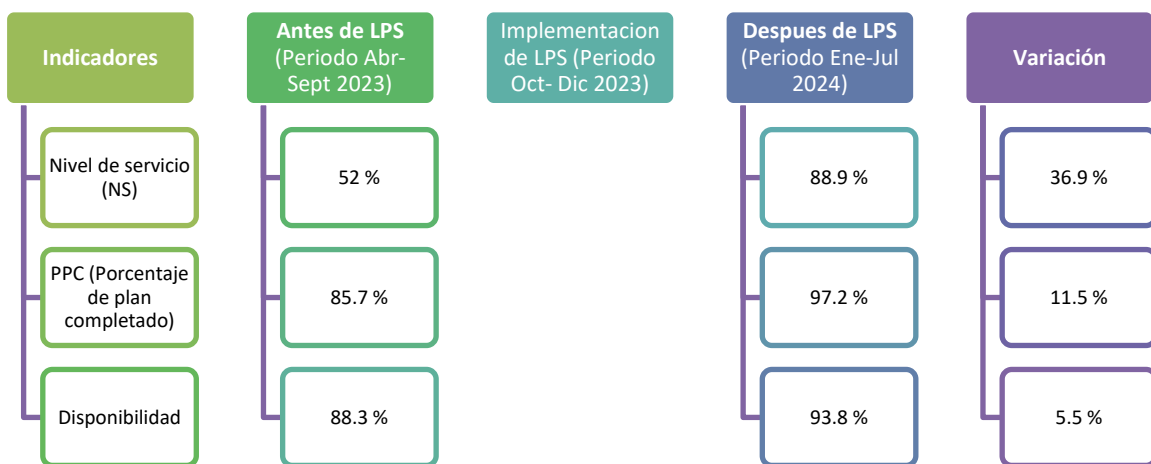 Indicadores
Antes de LPS
(Periodo Abr-
Sept 2023)
Implementacion
de LPS (Periodo
Oct- Dic 2023)
Despues de LPS
(Periodo Ene-Jul
2024)
Variación
Nivel de servicio
(NS)
52 %
88.9 %
36.9 %
PPC (Porcentaje
de plan
completado)
85.7 %
97.2 %
11.5 %
Disponibilidad
88.3 %
93.8 %
5.5 %